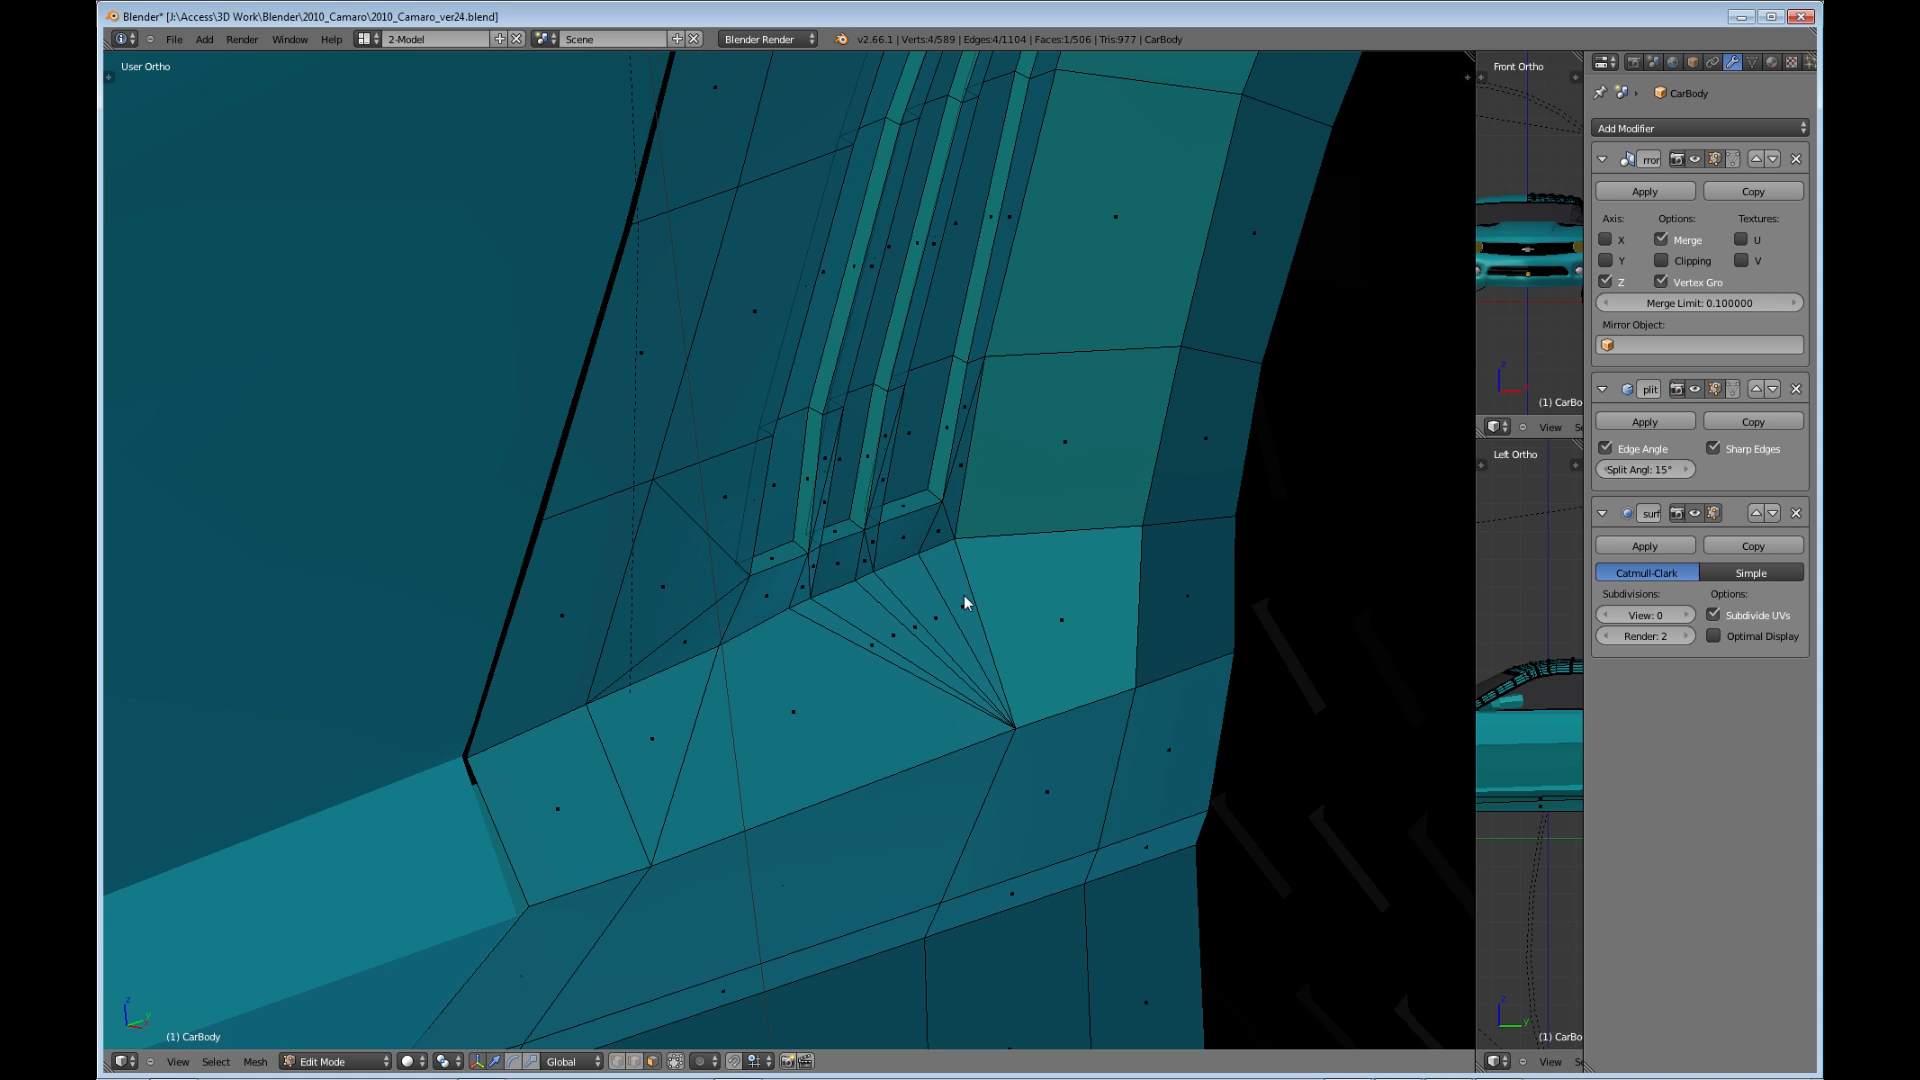 Blender* [J:\Access\3D Work\Blender\2010_Camaro\2010_Camaro_ver24.blend]
File Add Render Window Help 2-Model Scene Blender Render v2.66.1 | Verts:4/589 | Edges:4/1104 | Faces:1/506 | Tris:977 | CarBody
User Ortho
Front Ortho
CarBody
Add Modifier
rror
Apply Copy
Axis: Options: Textures:
X Merge U
Y Clipping V
Z Vertex Gro
Merge Limit: 0.100000
Mirror Object:
z
plit
(1) CarBo
Apply Copy
View Se
Edge Angle Sharp Edges
Left Ortho
Split Angl: 15°
surf
Apply Copy
Catmull-Clark Simple
Subdivisions: Options:
View: 0 Subdivide UVs
Render: 2 Optimal Display
z
z
y
y
x
(1) CarBody
(1) CarBo
View Select Mesh Edit Mode Global
View Se